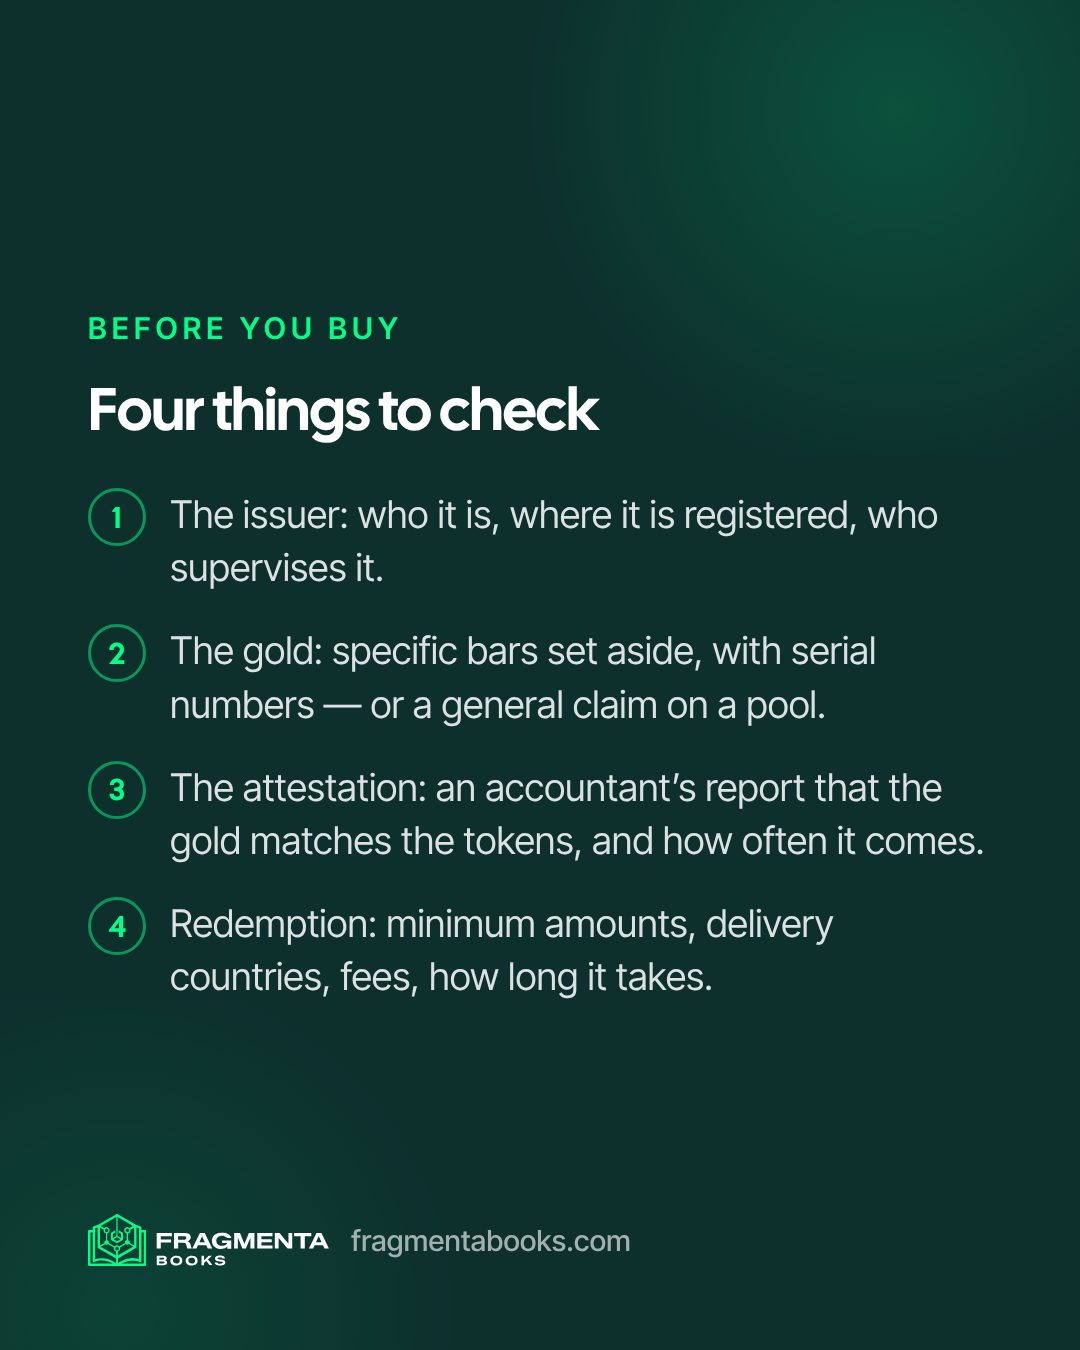 BEFORE YOU BUY
Four things to check
1 The issuer: who it is, where it is registered, who
supervises it.
2 The gold: specific bars set aside, with serial
numbers — or a general claim on a pool.
3 The attestation: an accountant’s report that the
gold matches the tokens, and how often it comes.
4 Redemption: minimum amounts, delivery
countries, fees, how long it takes.
FRAGMENTA
BOOKS
fragmentabooks.com